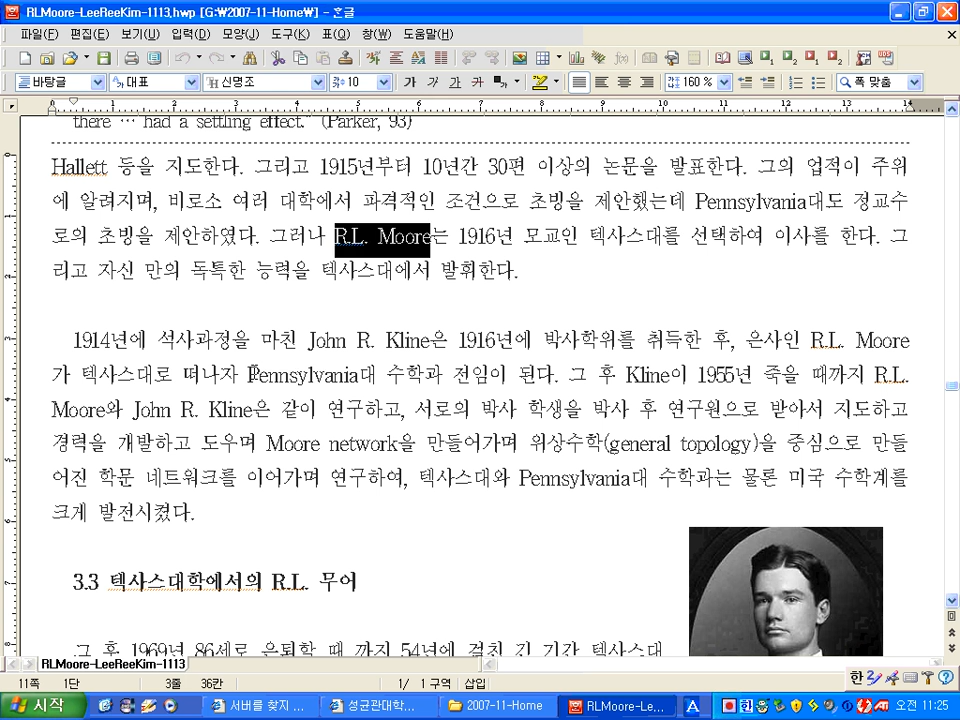 RLMoore-LeeReeKim-1113.hwp [G:₩2007-11-Home₩] - 한글
파일(F) 편집(E) 보기(U) 입력(D) 모양(J) 도구(K) 표(Q) 창(W) 도움말(H)
바탕글 대표 신명조 10 가 가 가 가 160 % 폭 맞춤
0 1 2 3 4 5 6 7 8 9 10 11 12 13 14
there … had a settling effect." (Parker, 93)
Hallett 등을 지도한다. 그리고 1915년부터 10년간 30편 이상의 논문을 발표한다. 그의 업적이 주위
에 알려지며, 비로소 여러 대학에서 파격적인 조건으로 초빙을 제안했는데 Pennsylvania대도 정교수
로의 초빙을 제안하였다. 그러나 R.L. Moore는 1916년 모교인 텍사스대를 선택하여 이사를 한다. 그
리고 자신 만의 독특한 능력을 텍사스대에서 발휘한다.
1914년에 석사과정을 마친 John R. Kline은 1916년에 박사학위를 취득한 후, 은사인 R.L. Moore
가 텍사스대로 떠나자 Pennsylvania대 수학과 전임이 된다. 그 후 Kline이 1955년 죽을 때까지 R.L.
Moore와 John R. Kline은 같이 연구하고, 서로의 박사 학생을 박사 후 연구원으로 받아서 지도하고
경력을 개발하고 도우며 Moore network을 만들어가며 위상수학(general topology)을 중심으로 만들
어진 학문 네트워크를 이어가며 연구하여, 텍사스대와 Pennsylvania대 수학과는 물론 미국 수학계를
크게 발전시켰다.
3.3 텍사스대학에서의 R.L. 무어
그 후 1969년 86세로 은퇴할 때 까지 54년에 걸친 긴 기간 텍사스대
RLMoore-LeeReeKim-1113
한
11쪽 1단 3줄 36칸 1/ 1 구역 삽입
시작 서버를 찾지 ... 성균관대학... 2007-11-Home RLMoore-Le... A 오전 11:25